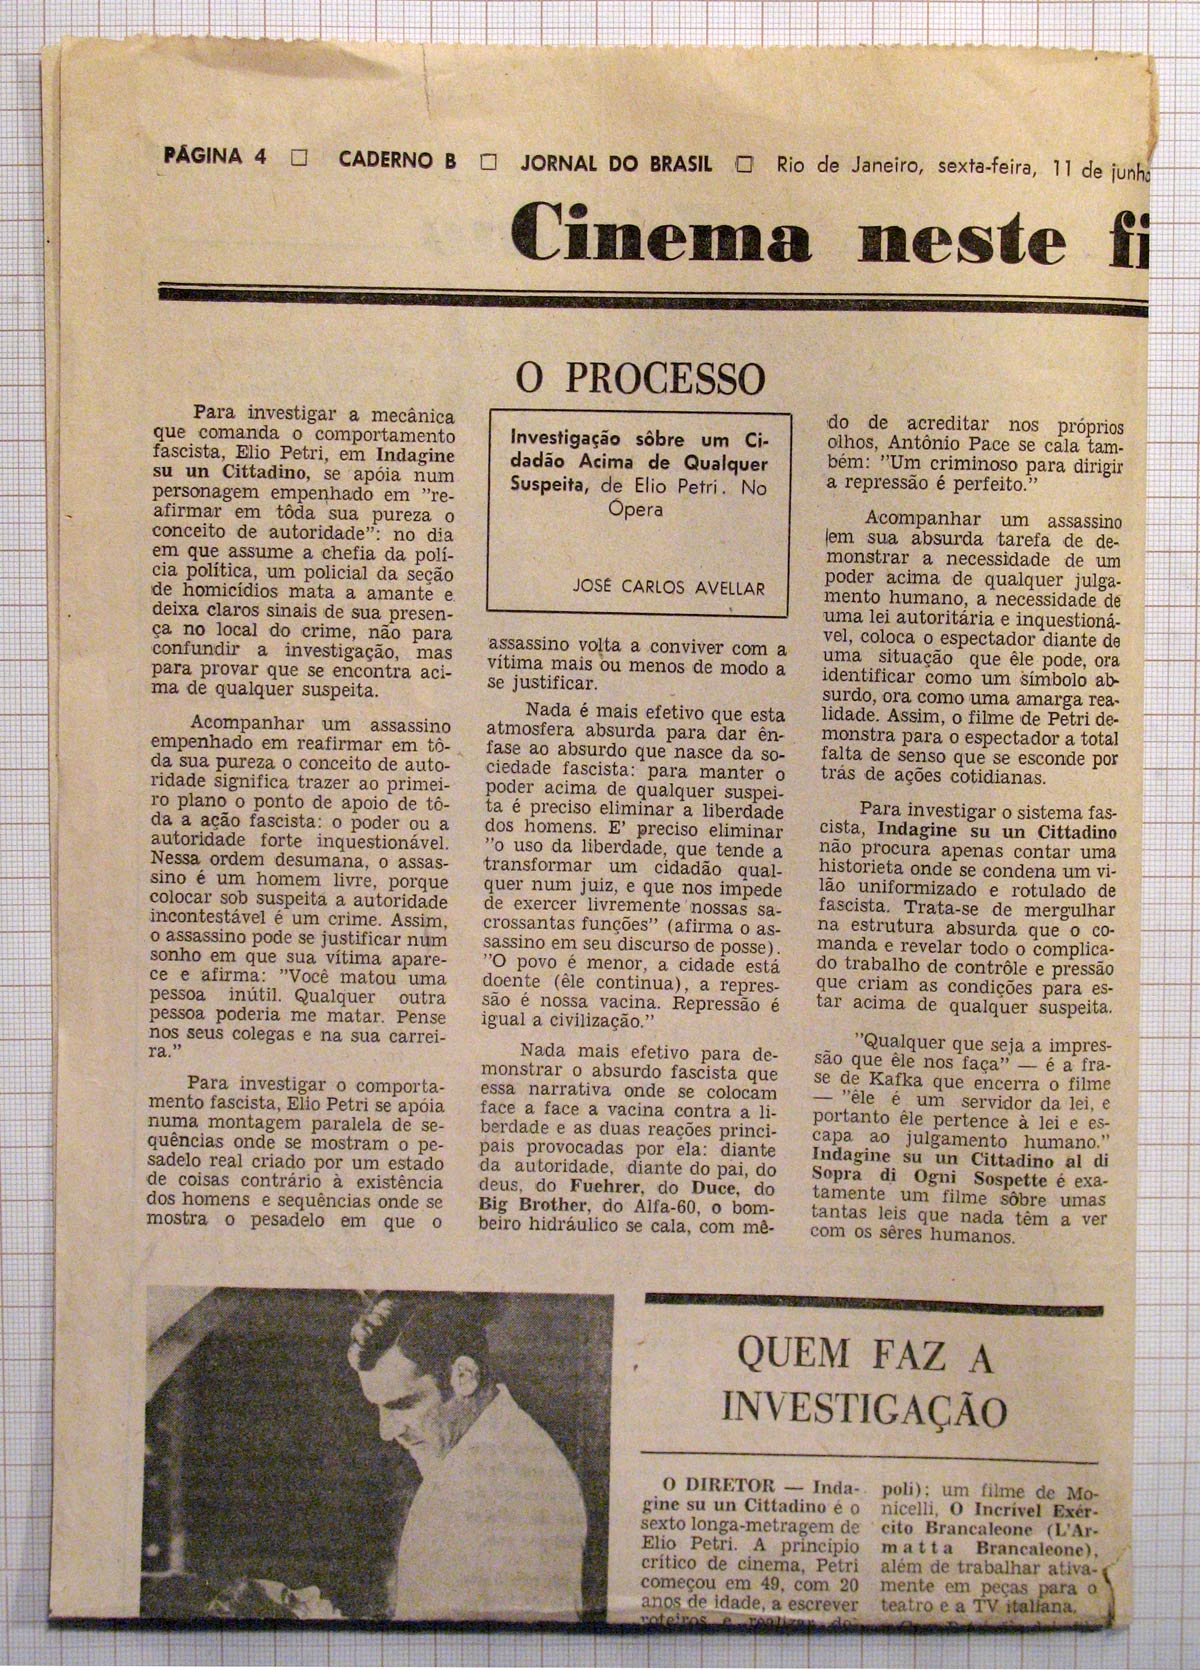 PÁGINA 4 □ CADERNO B □ JORNAL DO BRASIL □ Rio de Janeiro, sexta-feira, 11 de junho
Cinema neste fi
O PROCESSO
Para investigar a mecânica
que comanda o comportamento
fascista, Elio Petri, em Indagine
su un Cittadino, se apóia num
personagem empenhado em "re-
afirmar em tôda sua pureza o
conceito de autoridade": no dia
em que assume a chefia da polí-
cia política, um policial da seção
de homicídios mata a amante e
deixa claros sinais de sua presen-
ça no local do crime, não para
confundir a investigação, mas
para provar que se encontra aci-
ma de qualquer suspeita.
Acompanhar um assassino
empenhado em reafirmar em tô-
da sua pureza o conceito de auto-
ridade significa trazer ao primei-
ro plano o ponto de apoio de tô-
da a ação fascista: o poder ou a
autoridade forte inquestionável.
Nessa ordem desumana, o assas-
sino é um homem livre, porque
colocar sob suspeita a autoridade
incontestável é um crime. Assim,
o assassino pode se justificar num
sonho em que sua vítima apare-
ce e afirma: "Você matou uma
pessoa inútil. Qualquer outra
pessoa poderia me matar. Pense
nos seus colegas e na sua carrei-
ra."
Para investigar o comporta-
mento fascista, Elio Petri se apóia
numa montagem paralela de se-
quências onde se mostram o pe-
sadelo real criado por um estado
de coisas contrário à existência
dos homens e sequências onde se
mostra o pesadelo em que o
Investigação sôbre um Ci-
dadão Acima de Qualquer
Suspeita, de Elio Petri. No
Ópera
JOSÉ CARLOS AVELLAR
assassino volta a conviver com a
vítima mais ou menos de modo a
se justificar.
Nada é mais efetivo que esta
atmosfera absurda para dar ên-
fase ao absurdo que nasce da so-
ciedade fascista: para manter o
poder acima de qualquer suspei-
ta é preciso eliminar a liberdade
dos homens. E' preciso eliminar
"o uso da liberdade, que tende a
transformar um cidadão qual-
quer num juiz, e que nos impede
de exercer livremente nossas sa-
crossantas funções" (afirma o as-
sassino em seu discurso de posse).
"O povo é menor, a cidade está
doente (êle continua), a repres-
são é nossa vacina. Repressão é
igual a civilização."
Nada mais efetivo para de-
monstrar o absurdo fascista que
essa narrativa onde se colocam
face a face a vacina contra a li-
berdade e as duas reações princi-
pais provocadas por ela: diante
da autoridade, diante do pai, do
deus, do Fuehrer, do Duce, do
Big Brother, do Alfa-60, o bom-
beiro hidráulico se cala, com mê-
do de acreditar nos próprios
olhos, Antônio Pace se cala tam-
bém: "Um criminoso para dirigir
a repressão é perfeito."
Acompanhar um assassino
em sua absurda tarefa de de-
monstrar a necessidade de um
poder acima de qualquer julga-
mento humano, a necessidade de
uma lei autoritária e inquestioná-
vel, coloca o espectador diante de
uma situação que êle pode, ora
identificar como um símbolo ab-
surdo, ora como uma amarga rea-
lidade. Assim, o filme de Petri de-
monstra para o espectador a total
falta de senso que se esconde por
trás de ações cotidianas.
Para investigar o sistema fas-
cista, Indagine su un Cittadino
não procura apenas contar uma
historieta onde se condena um vi-
lão uniformizado e rotulado de
fascista. Trata-se de mergulhar
na estrutura absurda que o co-
manda e revelar todo o complica-
do trabalho de contrôle e pressão
que criam as condições para es-
tar acima de qualquer suspeita.
"Qualquer que seja a impres-
são que êle nos faça" — é a fra-
se de Kafka que encerra o filme
— "êle é um servidor da lei, e
portanto êle pertence à lei e es-
capa ao julgamento humano."
Indagine su un Cittadino al di
Sopra di Ogni Sospette é exa-
tamente um filme sôbre umas
tantas leis que nada têm a ver
com os sêres humanos.
QUEM FAZ A
INVESTIGAÇÃO
O DIRETOR — Inda-
gine su un Cittadino é o
sexto longa-metragem de
Elio Petri. A princípio
crítico de cinema, Petri
começou em 49, com 20
anos de idade, a escrever
roteiros e realizar do-
poli); um filme de Mo-
nicelli, O Incrível Exér-
cito Brancaleone (L'Ar-
matta Brancaleone),
além de trabalhar ativa-
mente em peças para o
teatro e a TV italiana.